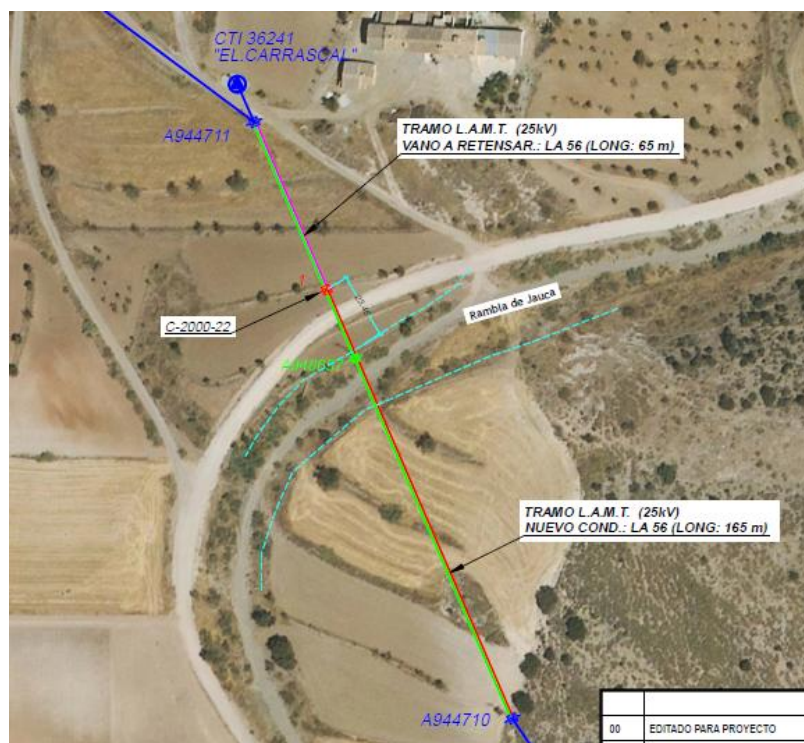 CTI 36241
"EL.CARRASCAL"
A944711
TRAMO L.A.M.T. (25kV)
VANO A RETENSAR.: LA 56 (LONG: 65 m)
1
C-2000-22
Rambla de Jauca
TRAMO L.A.M.T. (25kV)
NUEVO COND.: LA 56 (LONG: 165 m)
A944710
00 EDITADO PARA PROYECTO